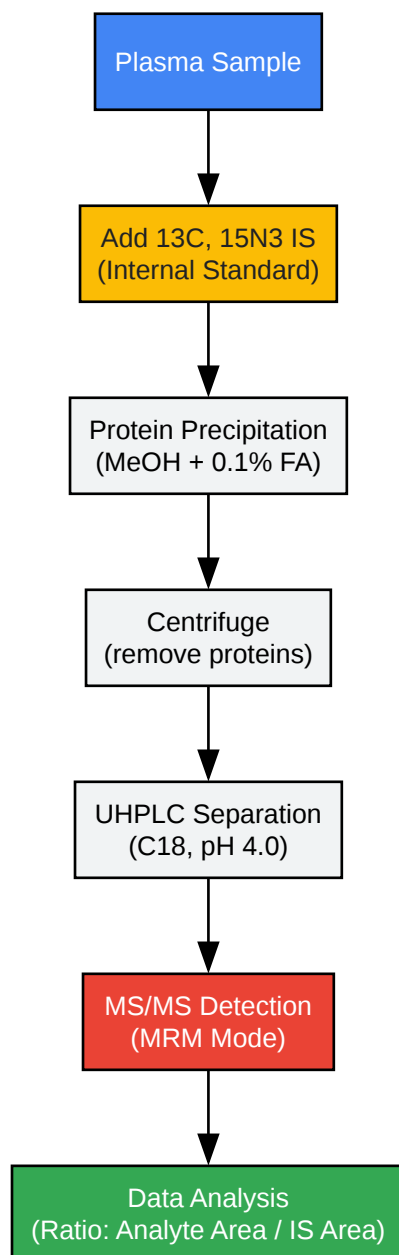 Plasma Sample
Add 13C, 15N3 IS
(Internal Standard)
Protein Precipitation
(MeOH + 0.1% FA)
Centrifuge
(remove proteins)
UHPLC Separation
(C18, pH 4.0)
MS/MS Detection
(MRM Mode)
Data Analysis
(Ratio: Analyte Area / IS Area)